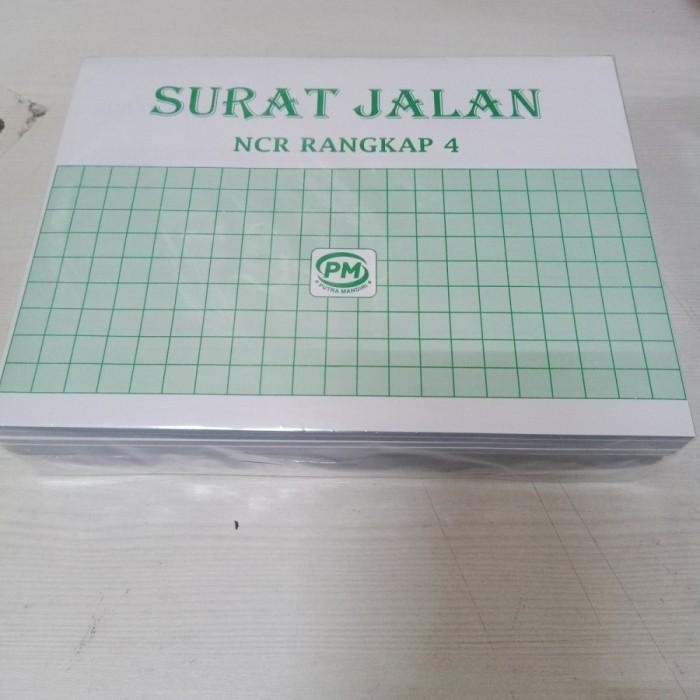 SURAT JALAN
NCR RANGKAP 4
PM
PUTRA MANDIRI